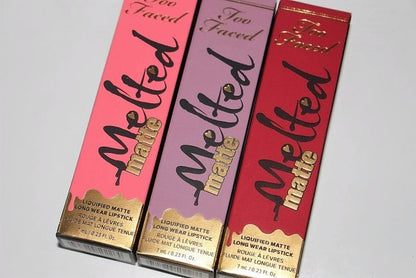 Too
Faced
Melted
matte
LIQUIFIED MATTE
LONG WEAR LIPSTICK
ROUGE À LÈVRES
FLUIDE MAT LONGUE TENUE
7 mL / 0.23 Fl. Oz.
Too
Faced
Melted
matte
LIQUIFIED MATTE
LONG WEAR LIPSTICK
ROUGE À LÈVRES
FLUIDE MAT LONGUE TENUE
7 mL / 0.23 Fl. Oz.
Too
Faced
Melted
matte
LIQUIFIED MATTE
LONG WEAR LIPSTICK
ROUGE À LÈVRES
FLUIDE MAT LONGUE TENUE
7 mL / 0.23 Fl. Oz.